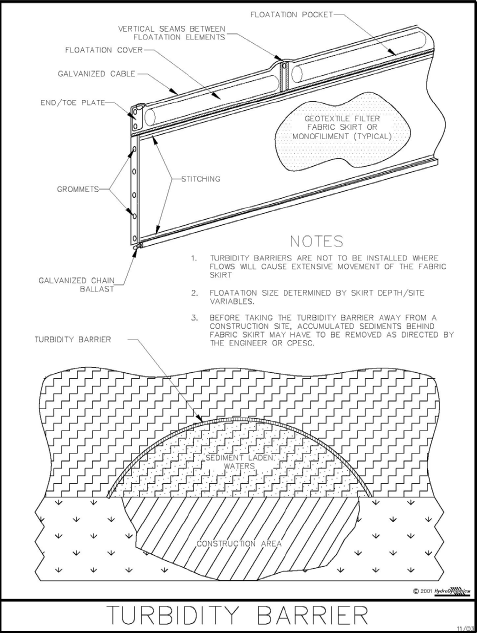 FLOATATION POCKET
VERTICAL SEAMS BETWEEN
FLOATATION ELEMENTS
FLOATATION COVER
GALVANIZED CABLE
END/TOE PLATE
GEOTEXTILE FILTER
FABRIC SKIRT OR
MONOFILIMENT (TYPICAL)
GROMMETS
STITCHING
GALVANIZED CHAIN
BALLAST
NOTES
1. TURBIDITY BARRIERS ARE NOT TO BE INSTALLED WHERE
FLOWS WILL CAUSE EXTENSIVE MOVEMENT OF THE FABRIC
SKIRT
2. FLOATATION SIZE DETERMINED BY SKIRT DEPTH/SITE
VARIABLES.
3. BEFORE TAKING THE TURBIDITY BARRIER AWAY FROM A
CONSTRUCTION SITE, ACCUMULATED SEDIMENTS BEHIND
FABRIC SKIRT MAY HAVE TO BE REMOVED AS DIRECTED BY
THE ENGINEER OR CPESC.
TURBIDITY BARRIER
SEDIMENT LADEN
WATERS
CONSTRUCTION AREA
© 2001
TURBIDITY BARRIER
11/03